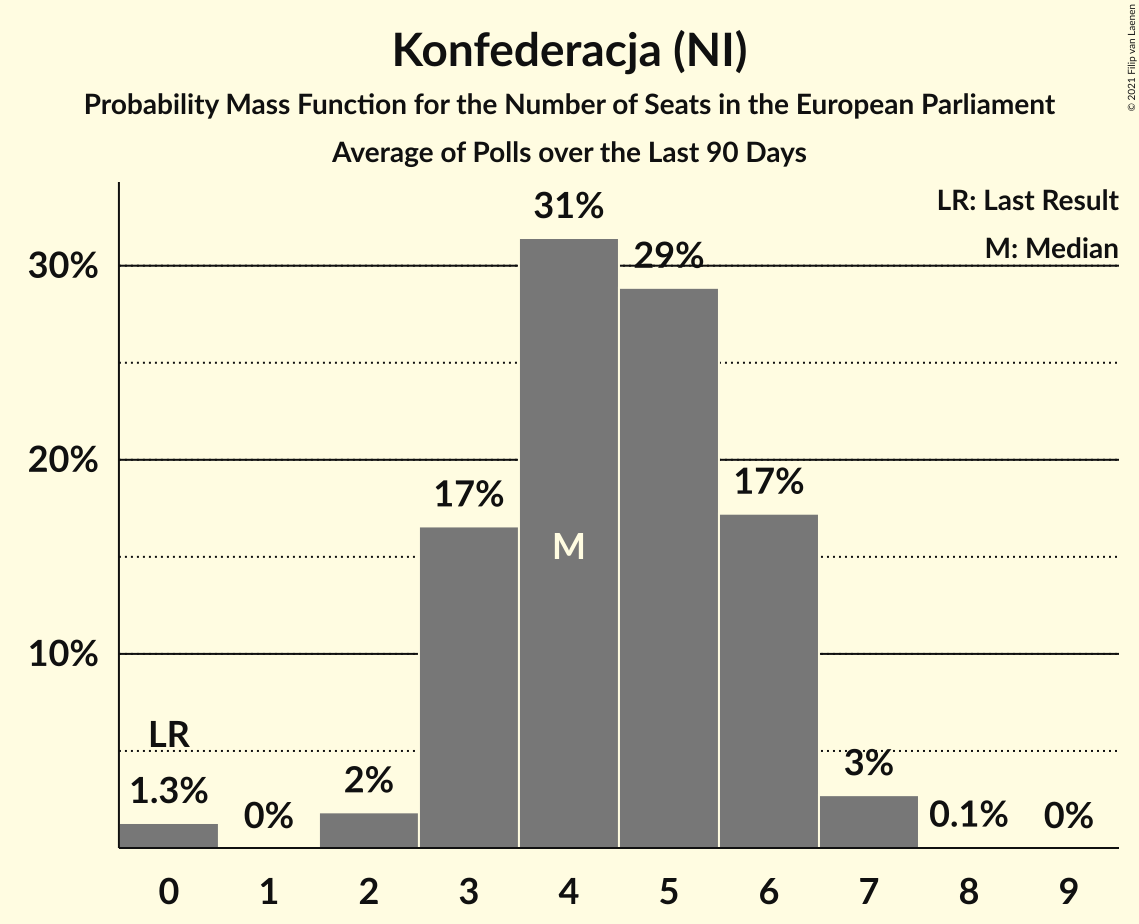 Konfederacja (NI)
Probability Mass Function for the Number of Seats in the European Parliament
Average of Polls over the Last 90 Days
© 2021 Filip van Laenen
LR: Last Result
M: Median
31%
29%
30%
20%
17%
17%
M
10%
LR
1.3%
0%
2%
3%
0.1%
0%
0 1 2 3 4 5 6 7 8 9